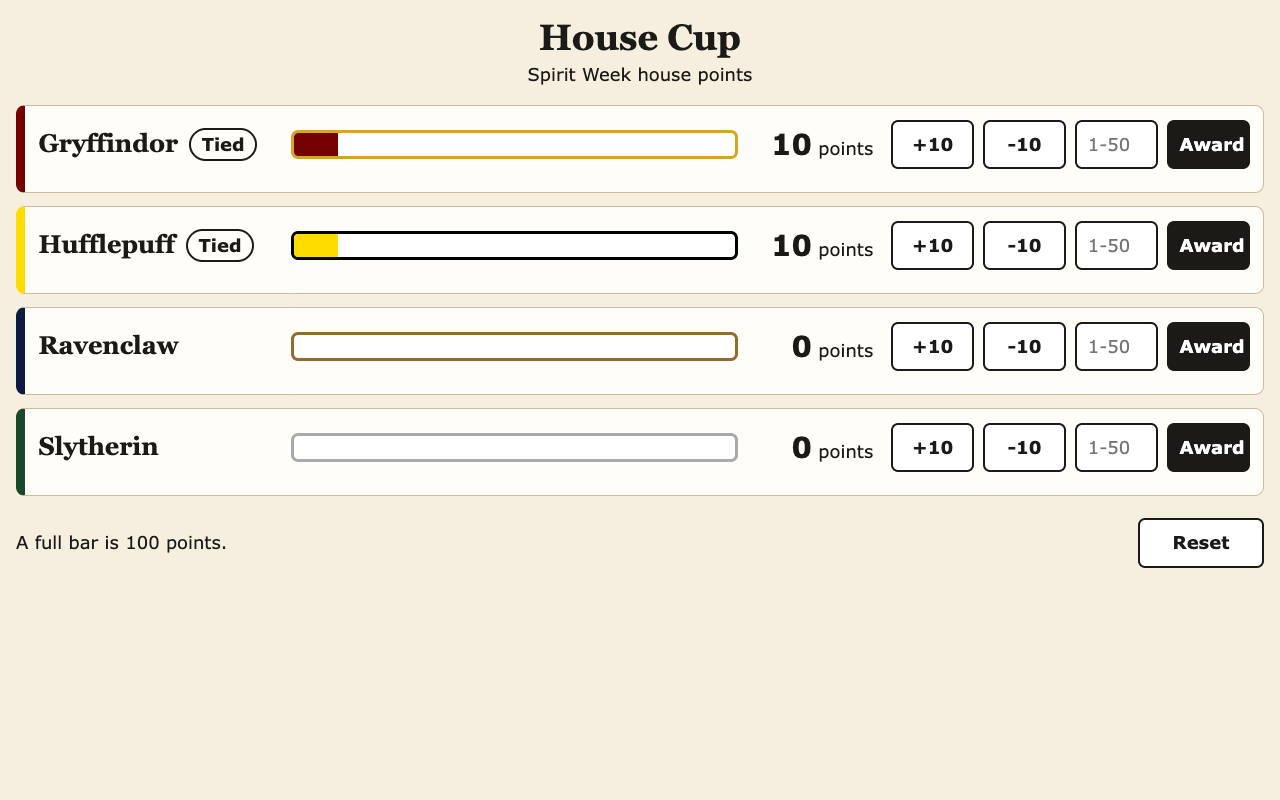 House Cup
Spirit Week house points
Gryffindor Tied 10 points +10 -10 1-50 Award
Hufflepuff Tied 10 points +10 -10 1-50 Award
Ravenclaw 0 points +10 -10 1-50 Award
Slytherin 0 points +10 -10 1-50 Award
A full bar is 100 points. Reset